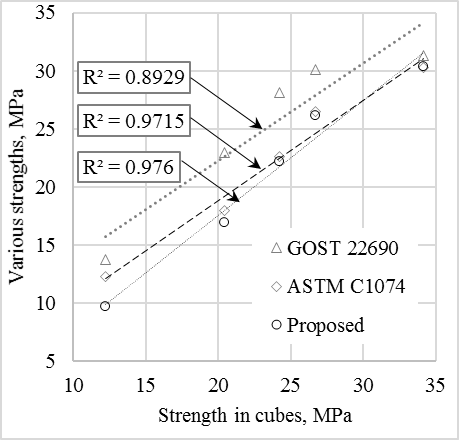 35
30
25
20
15
10
5
Various strengths, MPa
R² = 0.8929
R² = 0.9715
R² = 0.976
GOST 22690
ASTM C1074
Proposed
10 15 20 25 30 35
Strength in cubes, MPa